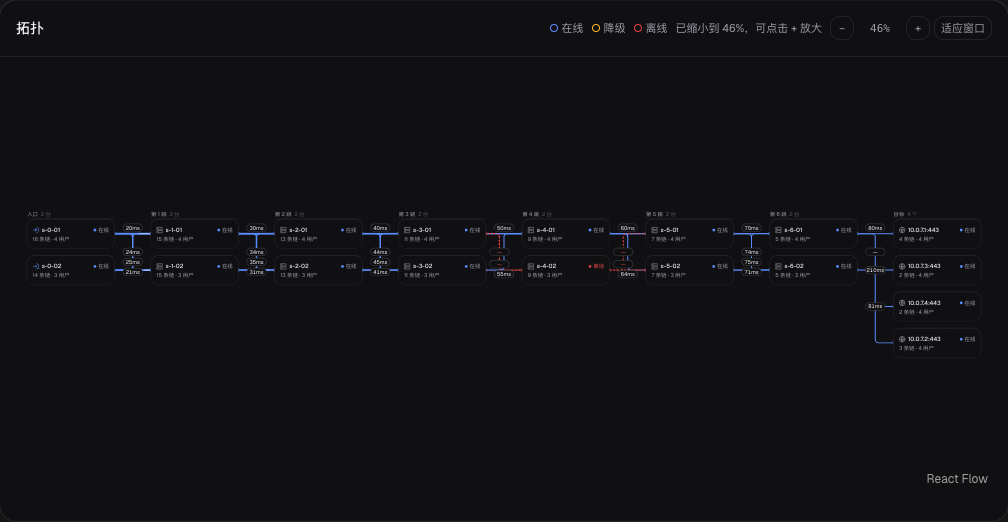 拓扑
在线 降级 离线 已缩小到 46%，可点击 + 放大 − 46% + 适应窗口
入口 2 台
s-0-01 在线
16 条链 · 4 用户
s-0-02 在线
14 条链 · 3 用户
20ms
24ms
25ms
21ms
第 1 跳 2 台
s-1-01 在线
15 条链 · 4 用户
s-1-02 在线
15 条链 · 3 用户
30ms
34ms
35ms
31ms
第 2 跳 2 台
s-2-01 在线
13 条链 · 4 用户
s-2-02 在线
13 条链 · 3 用户
40ms
44ms
45ms
41ms
第 3 跳 2 台
s-3-01 在线
11 条链 · 4 用户
s-3-02 在线
11 条链 · 3 用户
50ms
—
—
55ms
第 4 跳 2 台
s-4-01 在线
9 条链 · 4 用户
s-4-02 离线
9 条链 · 3 用户
60ms
—
—
64ms
第 5 跳 2 台
s-5-01 在线
7 条链 · 4 用户
s-5-02 在线
7 条链 · 3 用户
70ms
74ms
75ms
71ms
第 6 跳 2 台
s-6-01 在线
5 条链 · 4 用户
s-6-02 在线
5 条链 · 3 用户
80ms
—
210ms
81ms
目标 4 个
10.0.7.1:443 在线
4 条链 · 4 用户
10.0.7.3:443 在线
2 条链 · 4 用户
10.0.7.4:443 在线
2 条链 · 4 用户
10.0.7.2:443 在线
3 条链 · 4 用户
React Flow